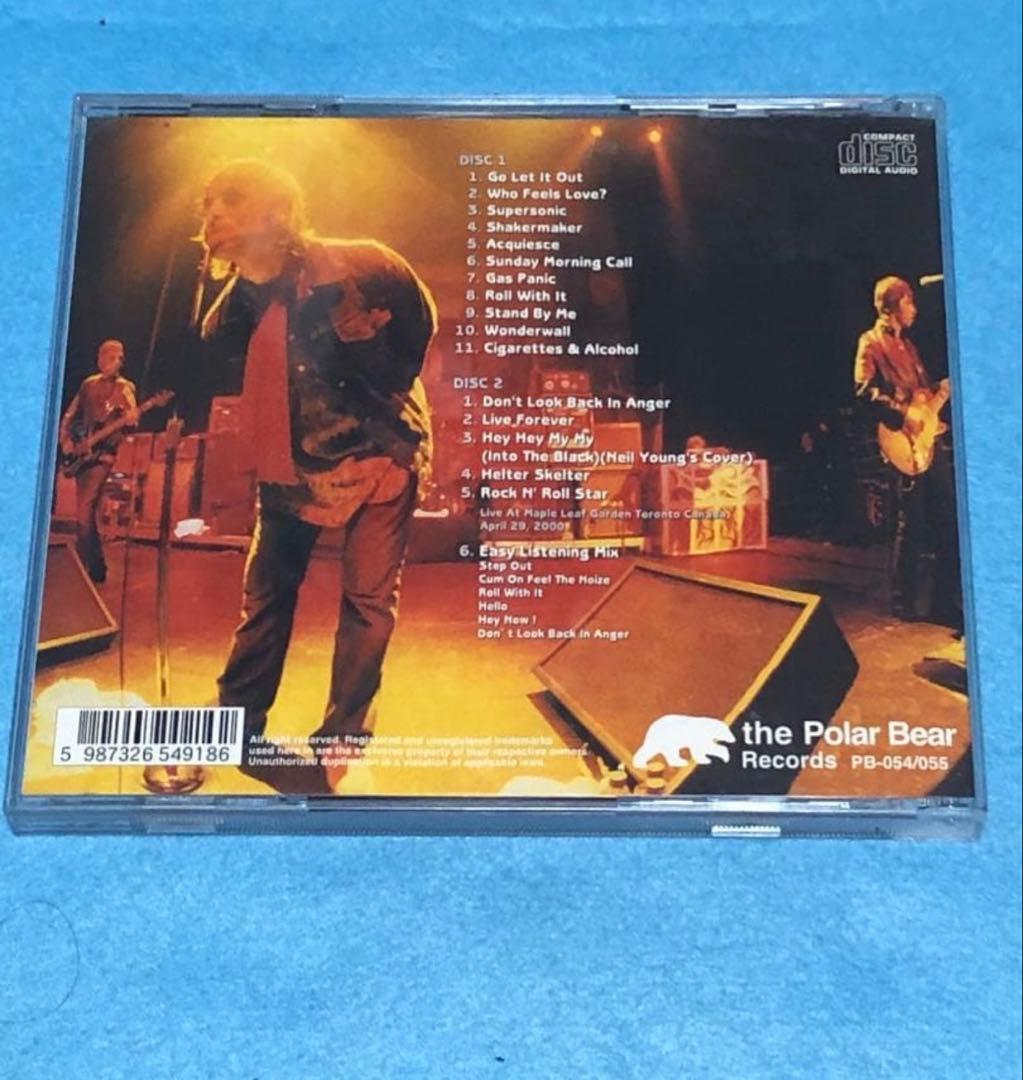 COMPACT
disc
DIGITAL AUDIO
DISC 1
1. Go Let It Out
2. Who Feels Love?
3. Supersonic
4. Shakermaker
5. Acquiesce
6. Sunday Morning Call
7. Gas Panic
8. Roll With It
9. Stand By Me
10. Wonderwall
11. Cigarettes & Alcohol
DISC 2
1. Don't Look Back In Anger
2. Live Forever
3. Hey Hey My My
(Into The Black)(Neil Young's Cover)
4. Helter Skelter
5. Rock N' Roll Star
Live At Maple Leaf Garden Toronto Canada
April 29, 2000
6. Easy Listening Mix
Step Out
Cum On Feel The Noize
Roll With It
Hello
Hey Now !
Don't Look Back In Anger
5 987326 549186
All right reserved. Registered and unregistered trademarks
used here in are the exclusive property of their respective owners.
Unauthorized duplication is a violation of applicable laws.
the Polar Bear
Records PB-054/055